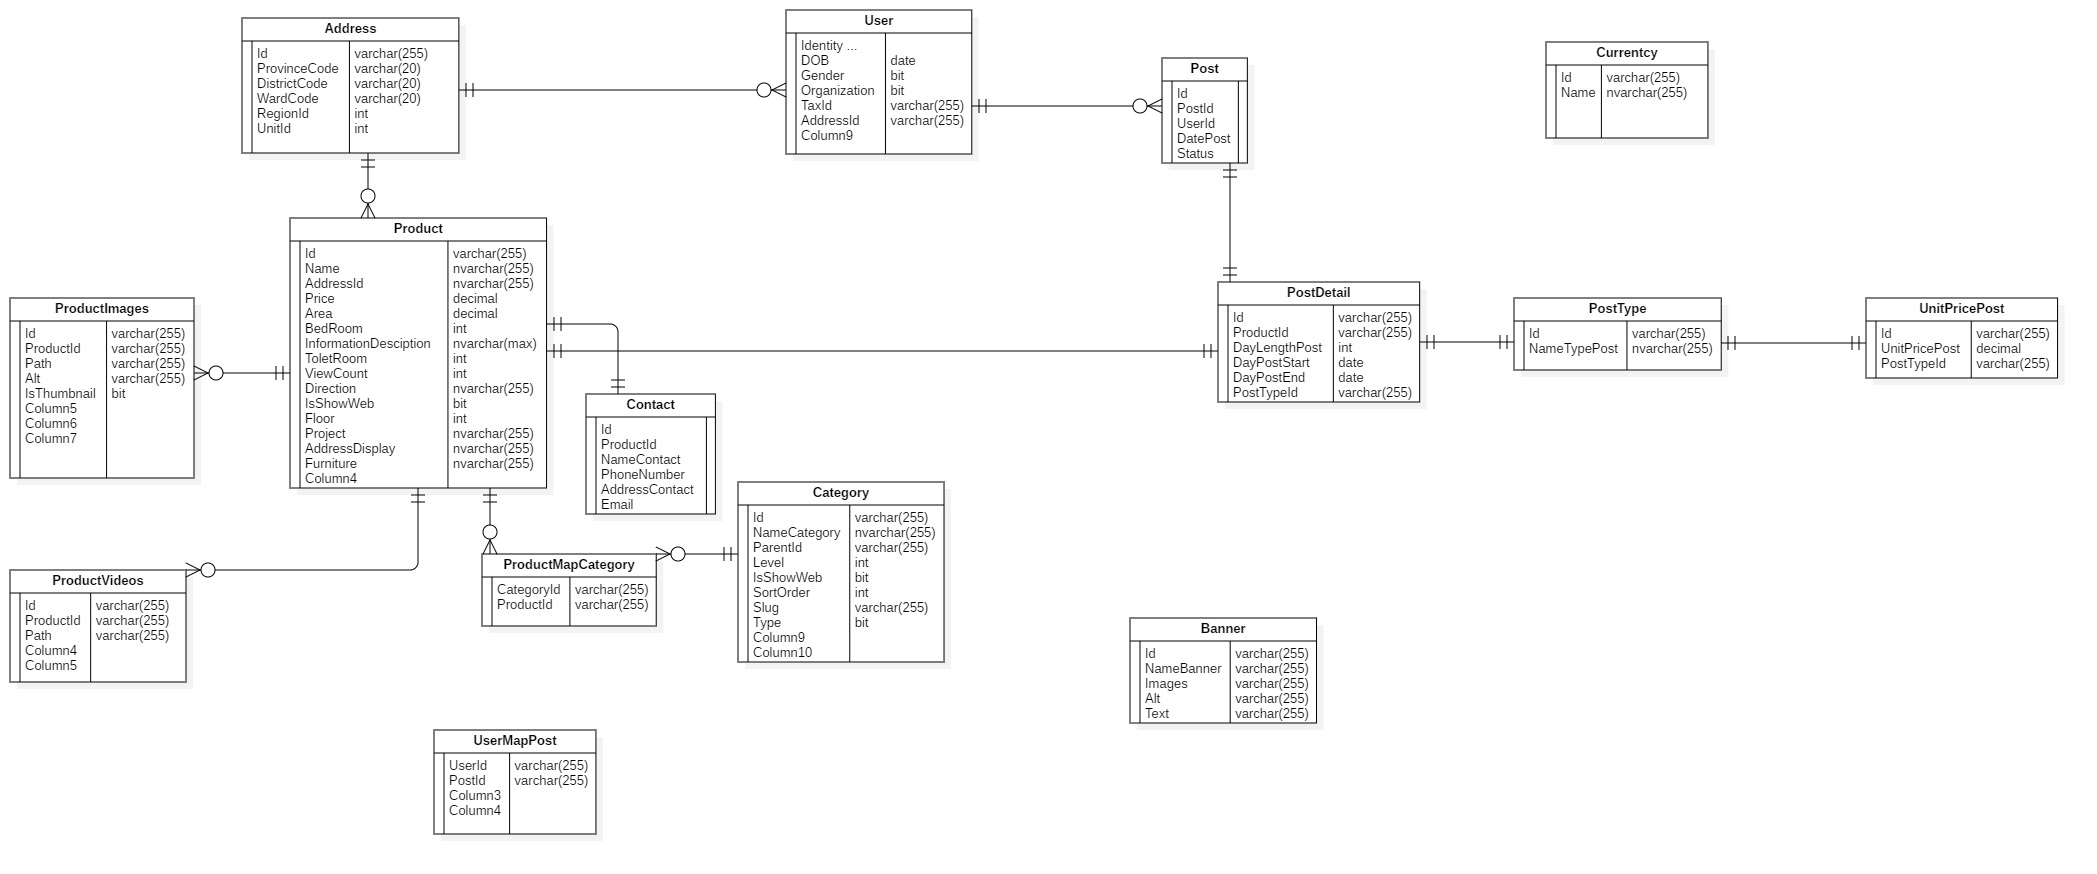 Address
Id varchar(255)
ProvinceCode varchar(20)
DistrictCode varchar(20)
WardCode varchar(20)
RegionId int
UnitId int
User
Identity ...
DOB date
Gender bit
Organization bit
TaxId varchar(255)
AddressId varchar(255)
Column9
Post
Id
PostId
UserId
DatePost
Status
Currentcy
Id varchar(255)
Name nvarchar(255)
Product
Id varchar(255)
Name nvarchar(255)
AddressId nvarchar(255)
Price decimal
Area decimal
BedRoom int
InformationDesciption nvarchar(max)
ToletRoom int
ViewCount int
Direction nvarchar(255)
IsShowWeb bit
Floor int
Project nvarchar(255)
AddressDisplay nvarchar(255)
Furniture nvarchar(255)
Column4
ProductImages
Id varchar(255)
ProductId varchar(255)
Path varchar(255)
Alt varchar(255)
IsThumbnail bit
Column5
Column6
Column7
PostDetail
Id varchar(255)
ProductId varchar(255)
DayLengthPost int
DayPostStart date
DayPostEnd date
PostTypeId varchar(255)
PostType
Id varchar(255)
NameTypePost nvarchar(255)
UnitPricePost
Id varchar(255)
UnitPricePost decimal
PostTypeId varchar(255)
Contact
Id
ProductId
NameContact
PhoneNumber
AddressContact
Email
Category
Id varchar(255)
NameCategory nvarchar(255)
ParentId varchar(255)
Level int
IsShowWeb bit
SortOrder int
Slug varchar(255)
Type bit
Column9
Column10
ProductMapCategory
CategoryId varchar(255)
ProductId varchar(255)
ProductVideos
Id varchar(255)
ProductId varchar(255)
Path varchar(255)
Column4
Column5
Banner
Id varchar(255)
NameBanner varchar(255)
Images varchar(255)
Alt varchar(255)
Text varchar(255)
UserMapPost
UserId varchar(255)
PostId varchar(255)
Column3
Column4